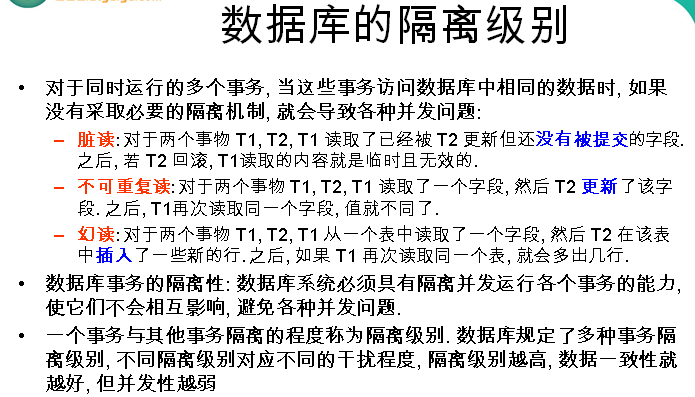 数据库的隔离级别
• 对于同时运行的多个事务, 当这些事务访问数据库中相同的数据时, 如果
没有采取必要的隔离机制, 就会导致各种并发问题:
– 脏读: 对于两个事物 T1, T2, T1 读取了已经被 T2 更新但还没有被提交的字段.
之后, 若 T2 回滚, T1读取的内容就是临时且无效的.
– 不可重复读: 对于两个事物 T1, T2, T1 读取了一个字段, 然后 T2 更新了该字
段. 之后, T1再次读取同一个字段, 值就不同了.
– 幻读: 对于两个事物 T1, T2, T1 从一个表中读取了一个字段, 然后 T2 在该表
中插入了一些新的行. 之后, 如果 T1 再次读取同一个表, 就会多出几行.
• 数据库事务的隔离性: 数据库系统必须具有隔离并发运行各个事务的能力,
使它们不会相互影响, 避免各种并发问题.
• 一个事务与其他事务隔离的程度称为隔离级别. 数据库规定了多种事务隔
离级别, 不同隔离级别对应不同的干扰程度, 隔离级别越高, 数据一致性就
越好, 但并发性越弱